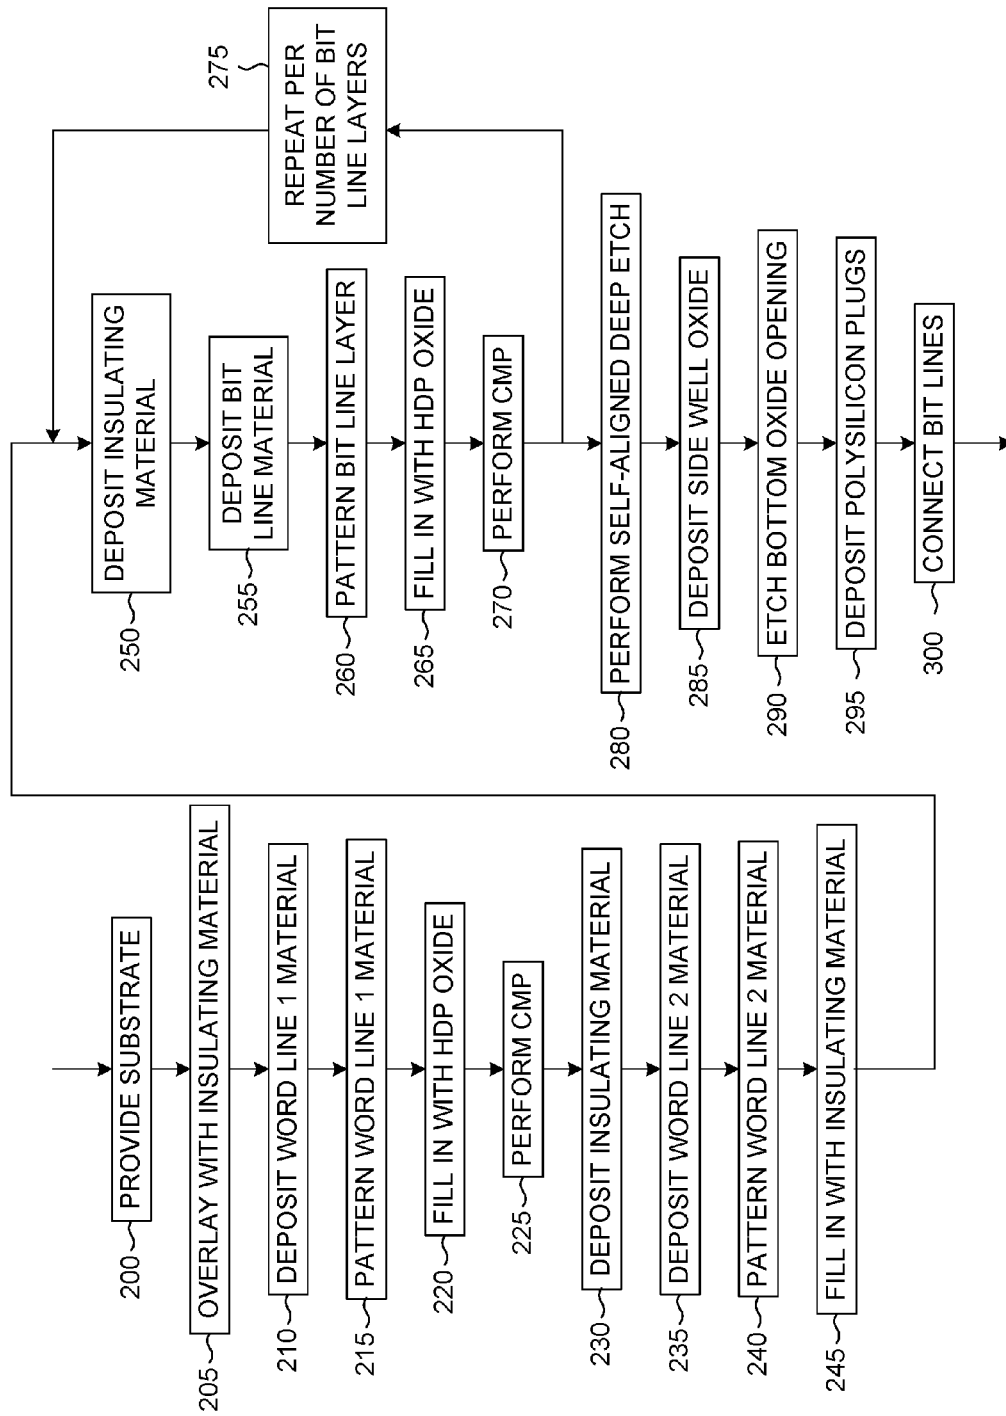 PROVIDE SUBSTRATE
200
OVERLAY WITH INSULATING MATERIAL
205
DEPOSIT WORD LINE 1 MATERIAL
210
PATTERN WORD LINE 1 MATERIAL
215
FILL IN WITH HDP OXIDE
220
PERFORM CMP
225
DEPOSIT INSULATING MATERIAL
230
DEPOSIT WORD LINE 2 MATERIAL
235
PATTERN WORD LINE 2 MATERIAL
240
FILL IN WITH INSULATING MATERIAL
245
DEPOSIT INSULATING
MATERIAL
250
DEPOSIT BIT
LINE MATERIAL
255
PATTERN BIT LINE LAYER
260
FILL IN WITH HDP OXIDE
265
PERFORM CMP
270
275
REPEAT PER
NUMBER OF BIT
LINE LAYERS
PERFORM SELF-ALIGNED DEEP ETCH
280
DEPOSIT SIDE WELL OXIDE
285
ETCH BOTTOM OXIDE OPENING
290
DEPOSIT POLYSILICON PLUGS
295
CONNECT BIT LINES
300